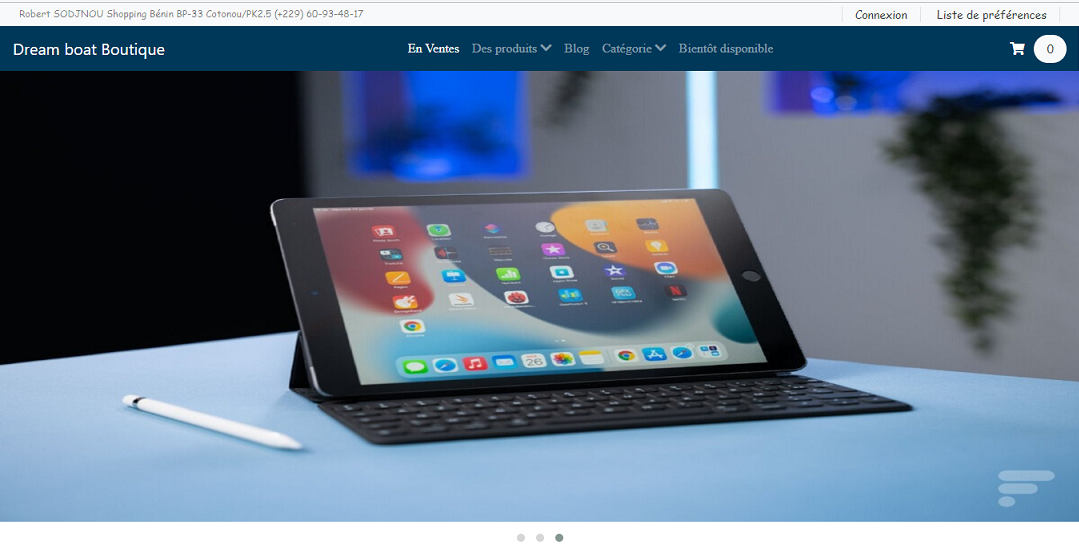 Robert SODJNOU Shopping Bénin BP-33 Cotonou/PK2.5 (+229) 60-93-48-17
Connexion
Liste de préférences
Dream boat Boutique
En Ventes
Des produits
Blog
Catégorie
Bientôt disponible
0
26